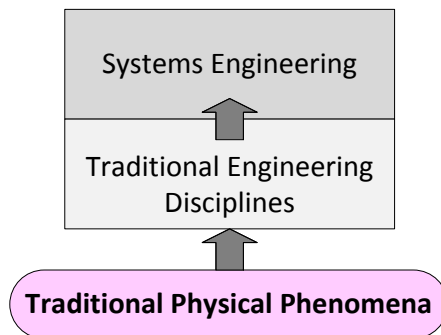 Systems Engineering
Traditional Engineering
Disciplines
Traditional Physical Phenomena